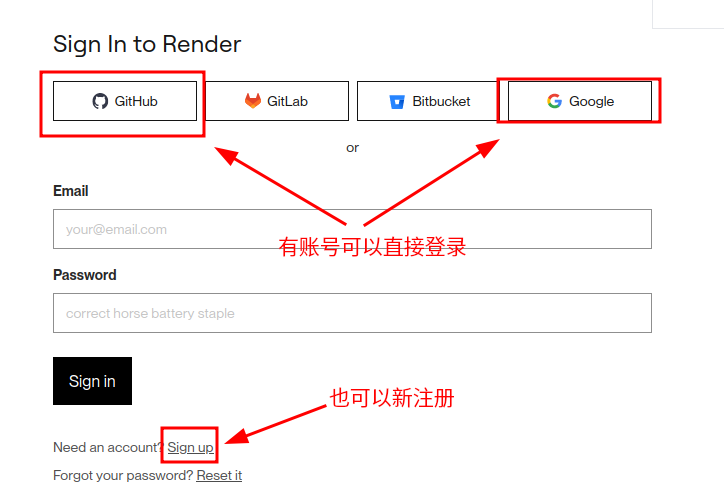 Sign In to Render
GitHub GitLab Bitbucket Google
or
Email
your@email.com
有账号可以直接登录
Password
correct horse battery staple
Sign in
也可以新注册
Need an account? Sign up
Forgot your password? Reset it